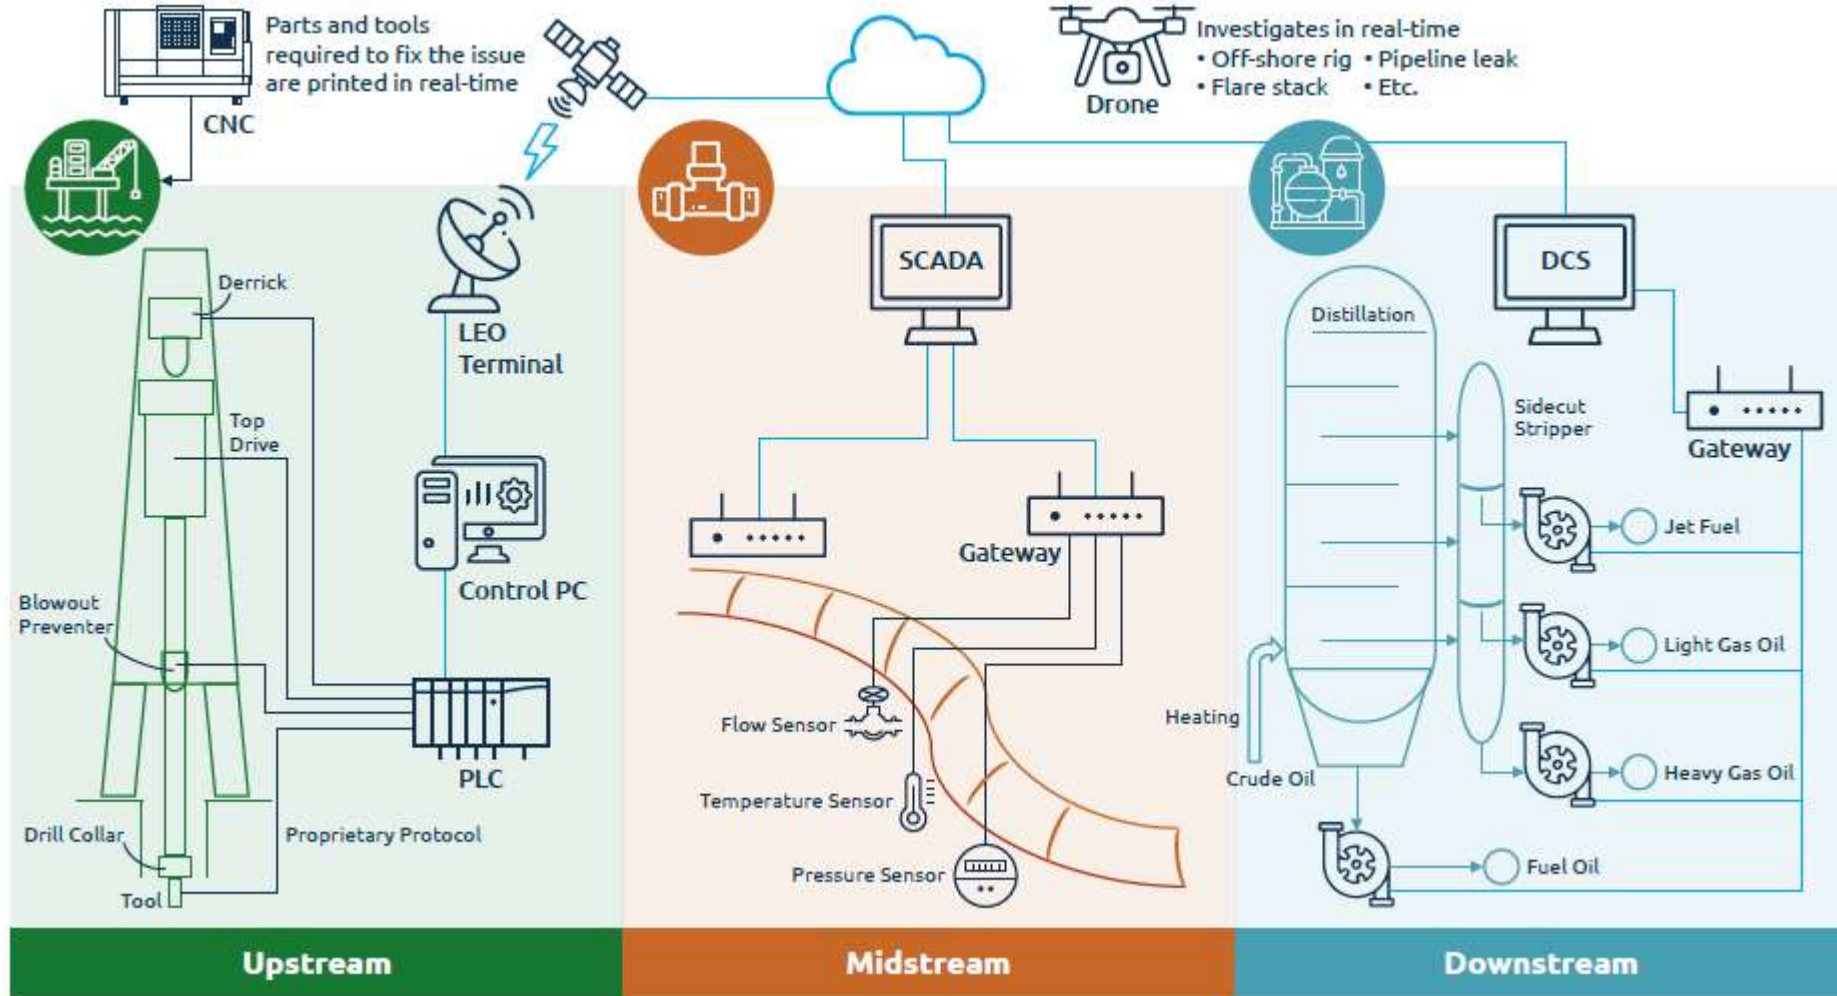 Parts and tools
required to fix the issue
are printed in real-time
CNC
Drone
Investigates in real-time
• Off-shore rig • Pipeline leak
• Flare stack • Etc.
Derrick
Top
Drive
Blowout
Preventer
Drill Collar
Tool
LEO
Terminal
Control PC
PLC
Proprietary Protocol
Upstream
SCADA
Gateway
Flow Sensor
Temperature Sensor
Pressure Sensor
Midstream
DCS
Distillation
Sidecut
Stripper
Gateway
Jet Fuel
Light Gas Oil
Heating
Crude Oil
Heavy Gas Oil
Fuel Oil
Downstream